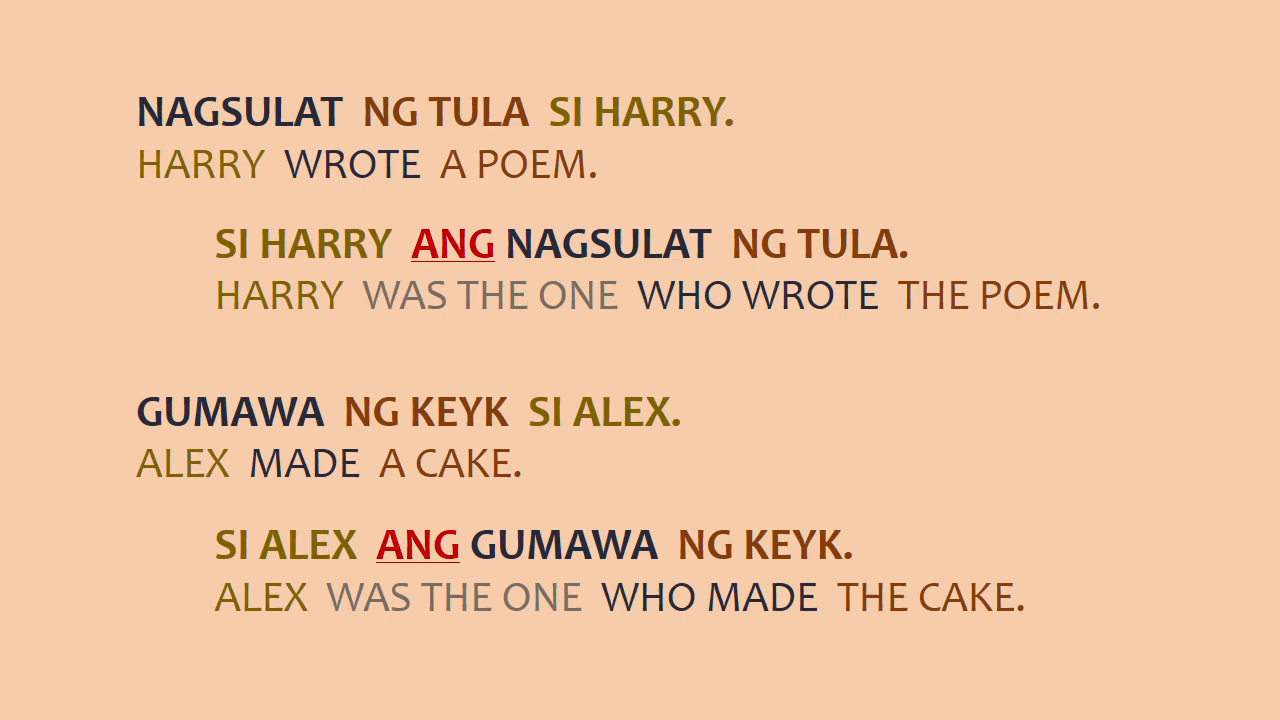 NAGSULAT NG TULA SI HARRY.
HARRY WROTE A POEM.
SI HARRY ANG NAGSULAT NG TULA.
HARRY WAS THE ONE WHO WROTE THE POEM.
GUMAWA NG KEYK SI ALEX.
ALEX MADE A CAKE.
SI ALEX ANG GUMAWA NG KEYK.
ALEX WAS THE ONE WHO MADE THE CAKE.